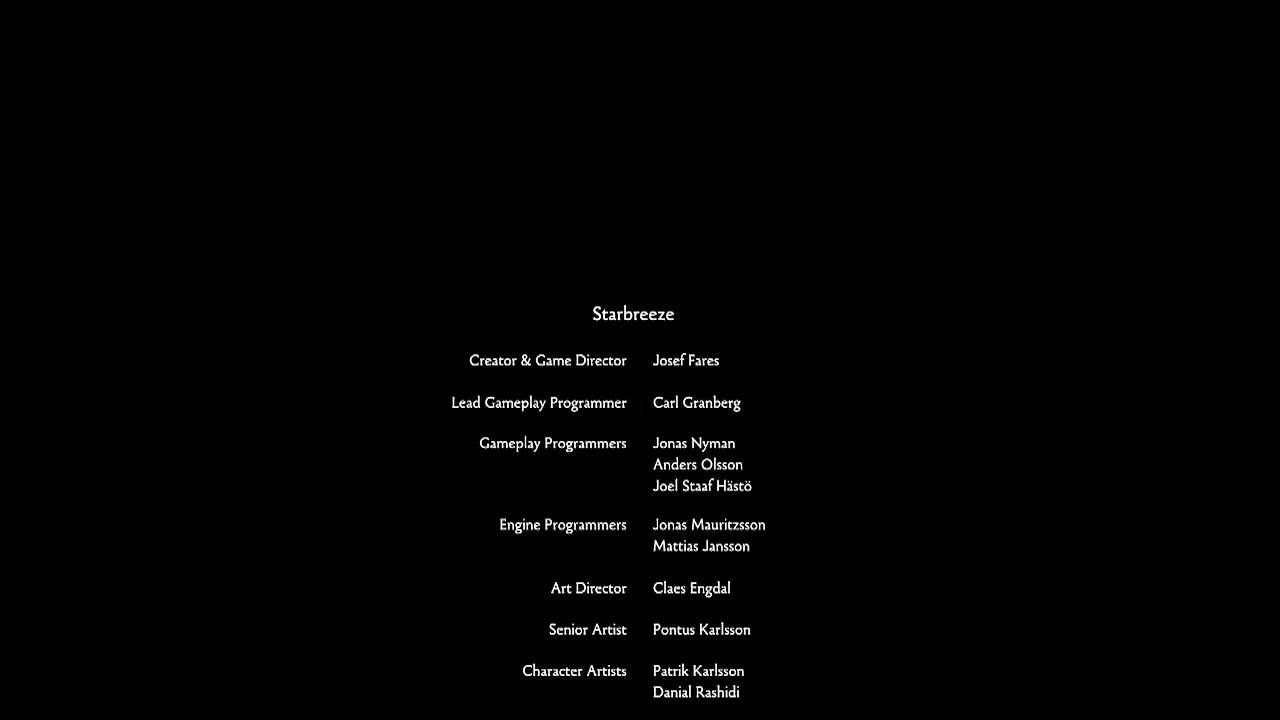 Starbreeze
Creator & Game Director Josef Fares
Lead Gameplay Programmer Carl Granberg
Gameplay Programmers Jonas Nyman
Anders Olsson
Joel Staaf Hästö
Engine Programmers Jonas Mauritzsson
Mattias Jansson
Art Director Claes Engdal
Senior Artist Pontus Karlsson
Character Artists Patrik Karlsson
Danial Rashidi